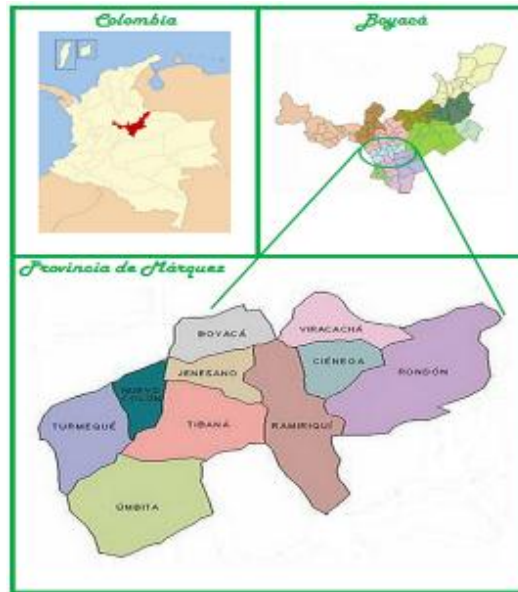 Colombia
Boyacá
Provincia de Márquez
BOYACÁ
VIRACACHÁ
JENESANO
CIÉNEGA
RONDÓN
NUEVO
COLÓN
TURMEQUÉ
TIBANÁ
RAMIRIQUÍ
ÚMBITA